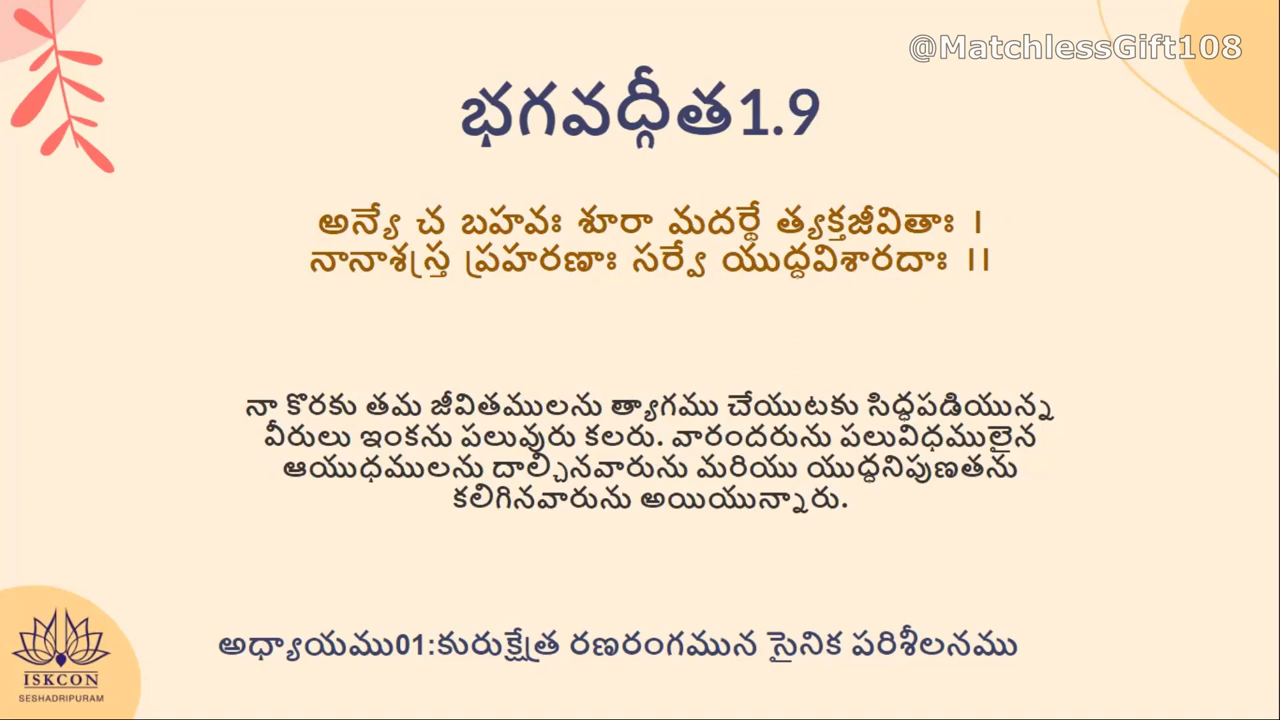 @MatchlessGift108
భగవద్గీత1.9
అన్యే చ బహవః శూరా మదర్థే త్యక్తజీవితాః ।
నానాశస్త్ర ప్రహరణాః సర్వే యుద్ధవిశారదాః ।।
నా కొరకు తమ జీవితములను త్యాగము చేయుటకు సిద్ధపడియున్న
వీరులు ఇంకను పలువురు కలరు. వారందరును పలువిధములైన
ఆయుధములను దాల్చినవారును మరియు యుద్ధనిపుణతను
కలిగినవారును అయియున్నారు.
అధ్యాయము01:కురుక్షేత్ర రణరంగమున సైనిక పరిశీలనము
ISKCON
SESHADRIPURAM